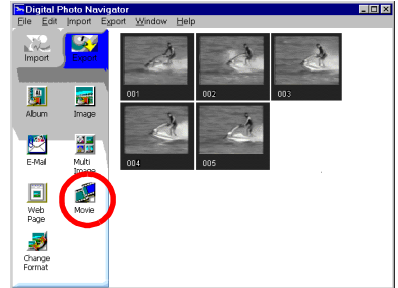 Digital Photo Navigator
File Edit Import Export Window Help
Import Export
001 002 003
Album Image
004 005
E-Mail Multi
Image
Web Movie
Page
Change
Format